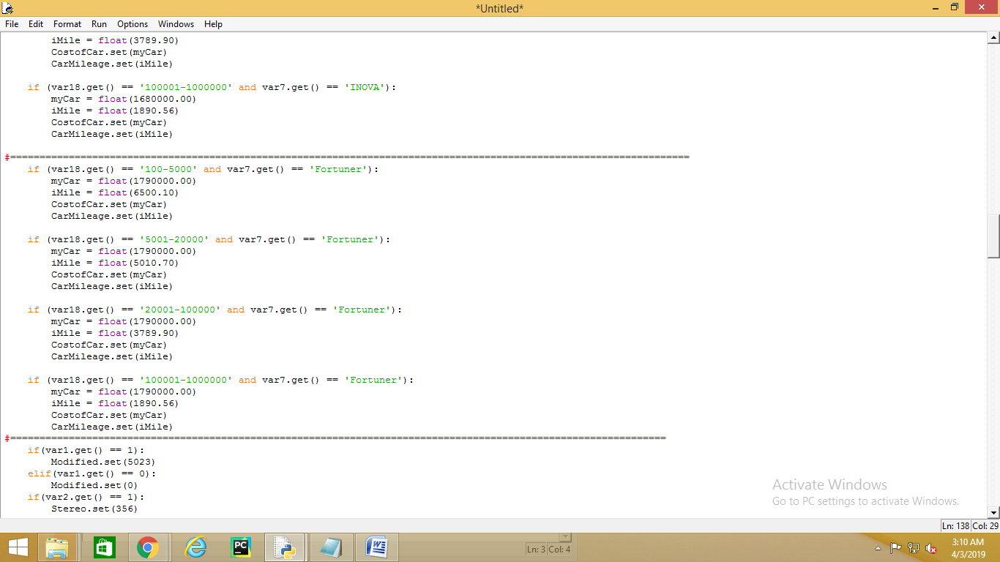 *Untitled*
File Edit Format Run Options Windows Help
        iMile = float(3789.90)
        CostofCar.set(myCar)
        CarMileage.set(iMile)

    if (var18.get() == '100001-1000000' and var7.get() == 'INOVA'):
        myCar = float(1680000.00)
        iMile = float(1890.56)
        CostofCar.set(myCar)
        CarMileage.set(iMile)

#====================================================================================================================
    if (var18.get() == '100-5000' and var7.get() == 'Fortuner'):
        myCar = float(1790000.00)
        iMile = float(6500.10)
        CostofCar.set(myCar)
        CarMileage.set(iMile)

    if (var18.get() == '5001-20000' and var7.get() == 'Fortuner'):
        myCar = float(1790000.00)
        iMile = float(5010.70)
        CostofCar.set(myCar)
        CarMileage.set(iMile)

    if (var18.get() == '20001-100000' and var7.get() == 'Fortuner'):
        myCar = float(1790000.00)
        iMile = float(3789.90)
        CostofCar.set(myCar)
        CarMileage.set(iMile)

    if (var18.get() == '100001-1000000' and var7.get() == 'Fortuner'):
        myCar = float(1790000.00)
        iMile = float(1890.56)
        CostofCar.set(myCar)
        CarMileage.set(iMile)
#================================================================================================================
    if(var1.get() == 1):
        Modified.set(5023)
    elif(var1.get() == 0):
        Modified.set(0)
    if(var2.get() == 1):
        Stereo.set(356)
Activate Windows
Go to PC settings to activate Windows.
Ln: 138 Col: 29
PC
W
Ln: 3 Col: 4
3:10 AM
4/3/2019